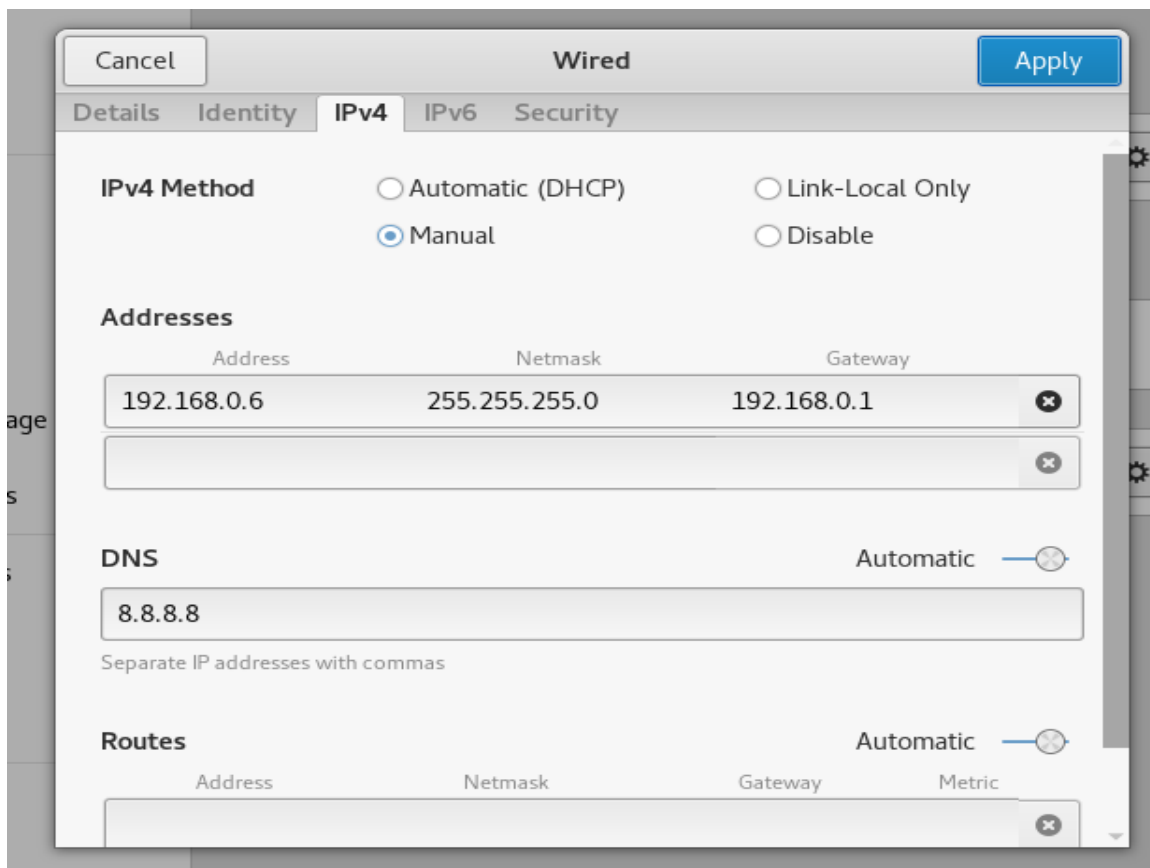 Cancel Wired Apply
Details Identity IPv4 IPv6 Security
IPv4 Method Automatic (DHCP) Link-Local Only
Manual Disable
Addresses
Address Netmask Gateway
192.168.0.6 255.255.255.0 192.168.0.1
age
s
DNS Automatic
s
8.8.8.8
Separate IP addresses with commas
Routes Automatic
Address Netmask Gateway Metric